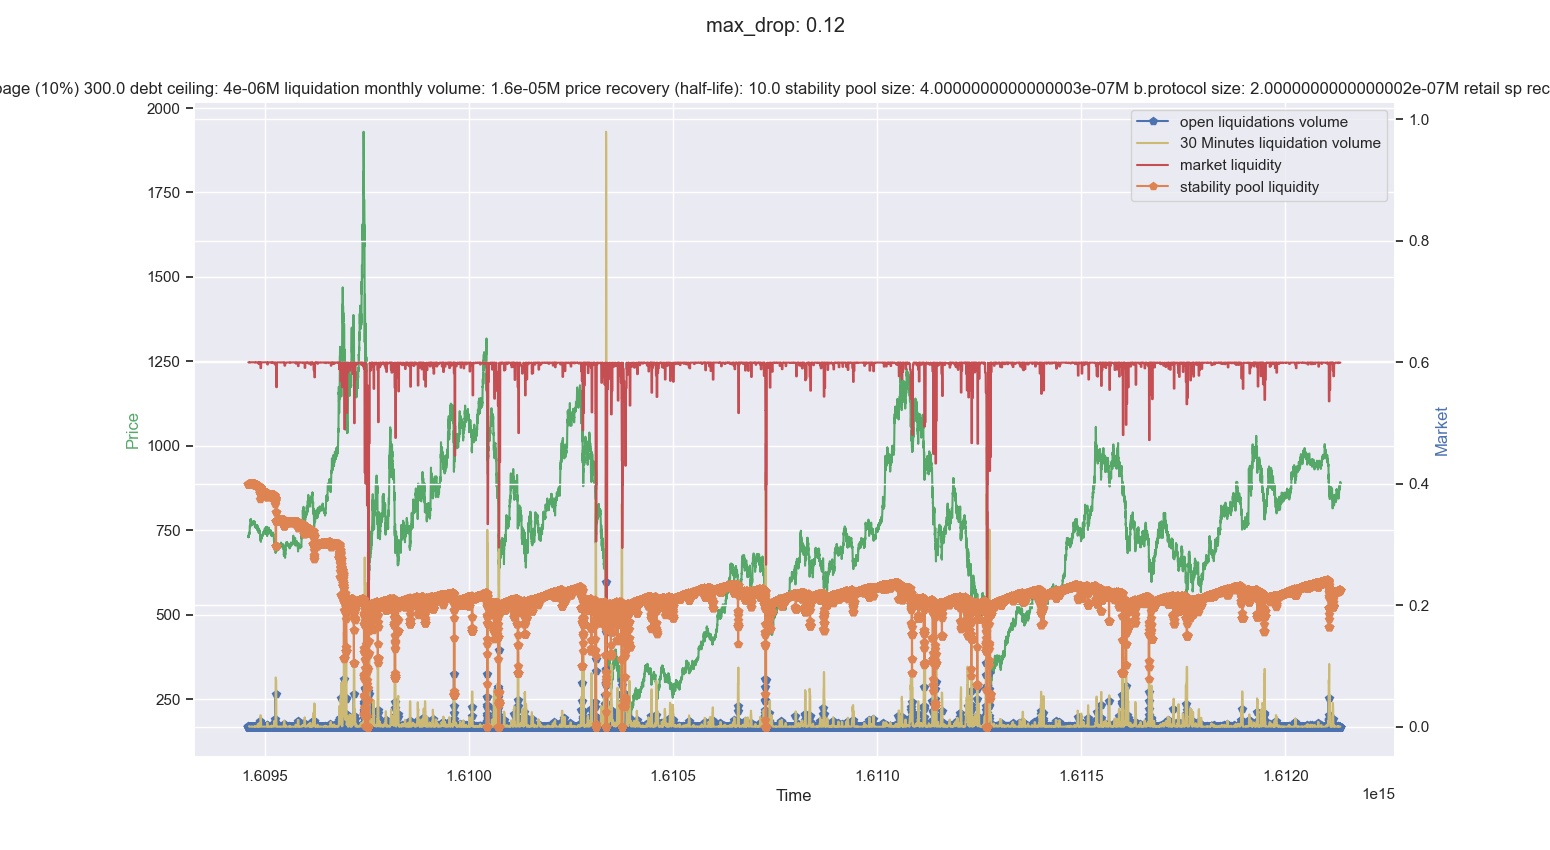 max_drop: 0.12
(10%) 300.0 debt ceiling: 4e-06M liquidation monthly volume: 1.6e-05M price recovery (half-life): 10.0 stability pool size: 4.0000000000000003e-07M b.protocol size: 2.0000000000000002e-07M retail sp rec
2000
1750
1500
1250
1000
750
500
250
Price
open liquidations volume
30 Minutes liquidation volume
market liquidity
stability pool liquidity
1.0
0.8
0.6
0.4
0.2
0.0
Market
1.6095
1.6100
1.6105
1.6110
1.6115
1.6120
Time
1e15